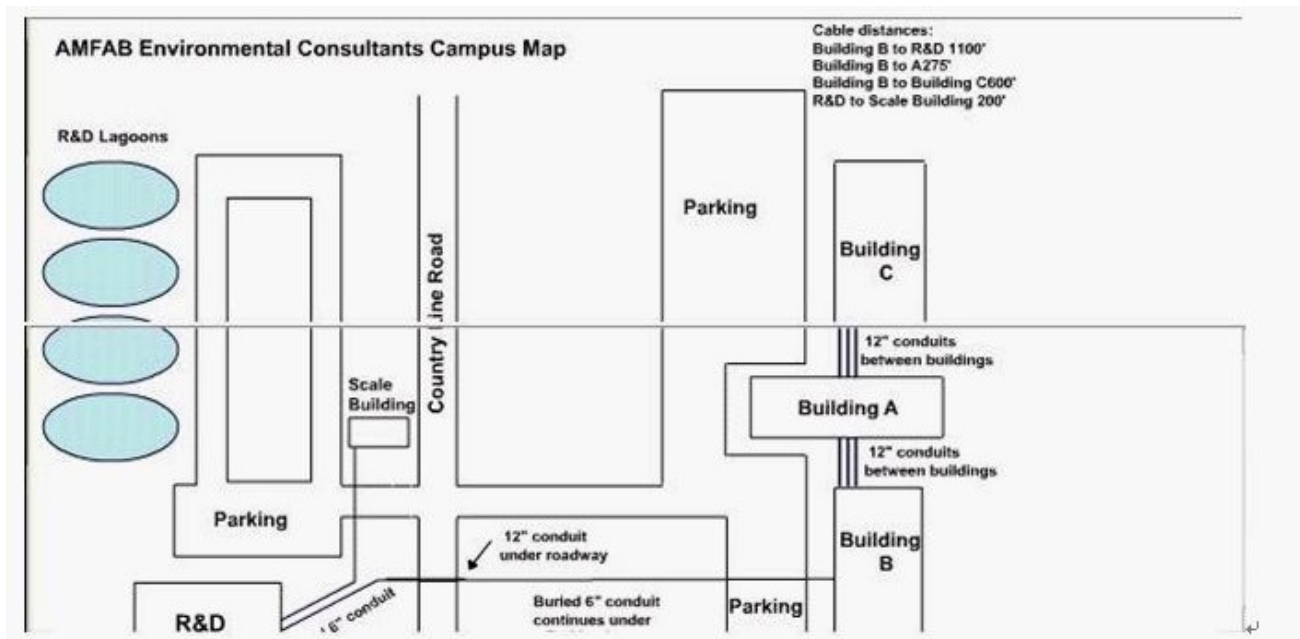 AMFAB Environmental Consultants Campus Map
Cable distances:
Building B to R&D 1100'
Building B to A275'
Building B to Building C600'
R&D to Scale Building 200'
R&D Lagoons
Parking
Building
C
Country Line Road
12" conduits
between buildings
Scale
Building
Building A
12" conduits
between buildings
Parking
12" conduit
under roadway
Building
B
6" conduit
Buried 6" conduit
continues under
Parking
R&D